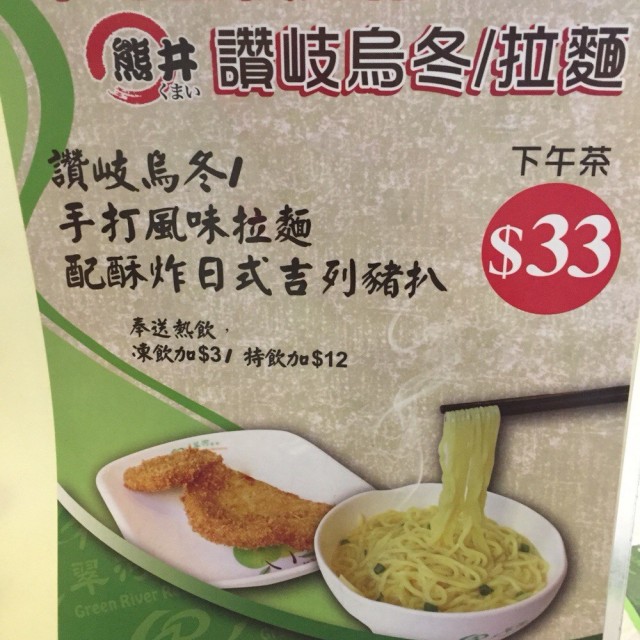 熊井
くまい
讚岐烏冬/拉麵
下午茶
$33
讚岐烏冬/
手打風味拉麵
配酥炸日式吉列豬扒
奉送熱飲，
凍飲加$3/ 特飲加$12
Green River